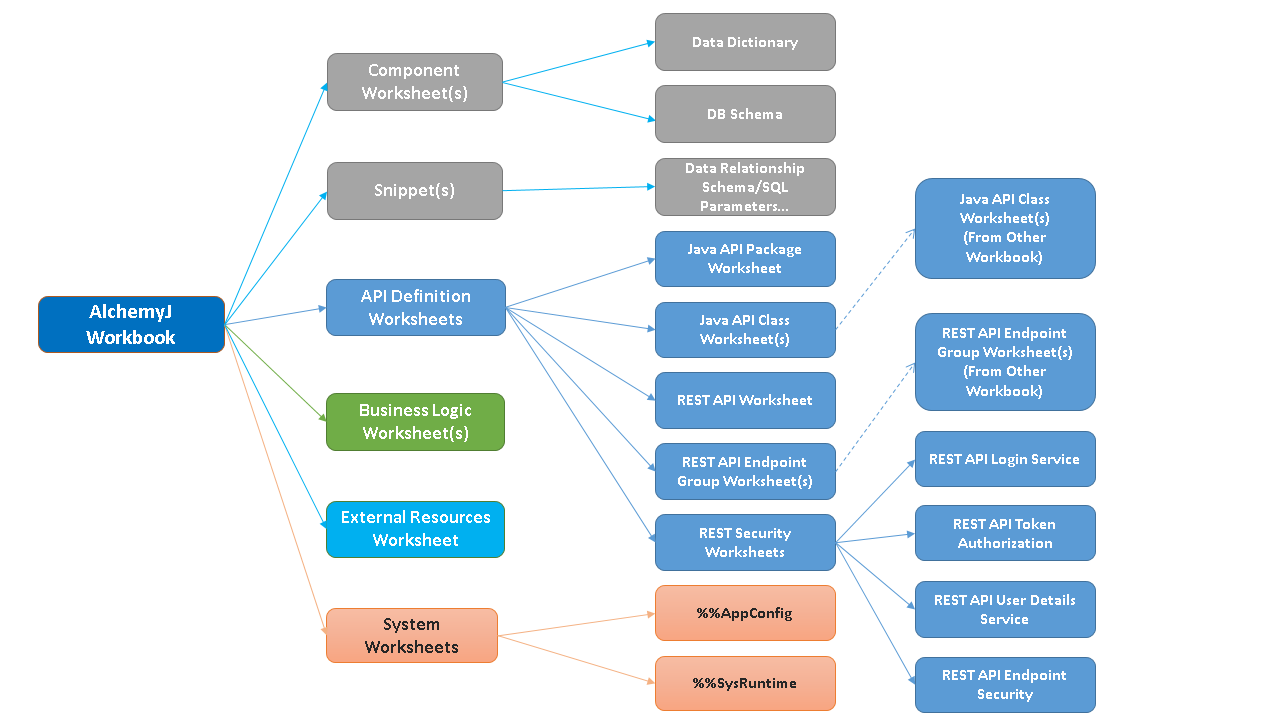 AlchemyJ
Workbook
Component
Worksheet(s)
Snippet(s)
API Definition
Worksheets
Business Logic
Worksheet(s)
External Resources
Worksheet
System
Worksheets
Data Dictionary
DB Schema
Data Relationship
Schema/SQL
Parameters...
Java API Package
Worksheet
Java API Class
Worksheet(s)
REST API Worksheet
REST API Endpoint
Group Worksheet(s)
REST Security
Worksheets
%%AppConfig
%%SysRuntime
Java API Class
Worksheet(s)
(From Other
Workbook)
REST API Endpoint
Group Worksheet(s)
(From Other
Workbook)
REST API Login Service
REST API Token
Authorization
REST API User Details
Service
REST API Endpoint
Security